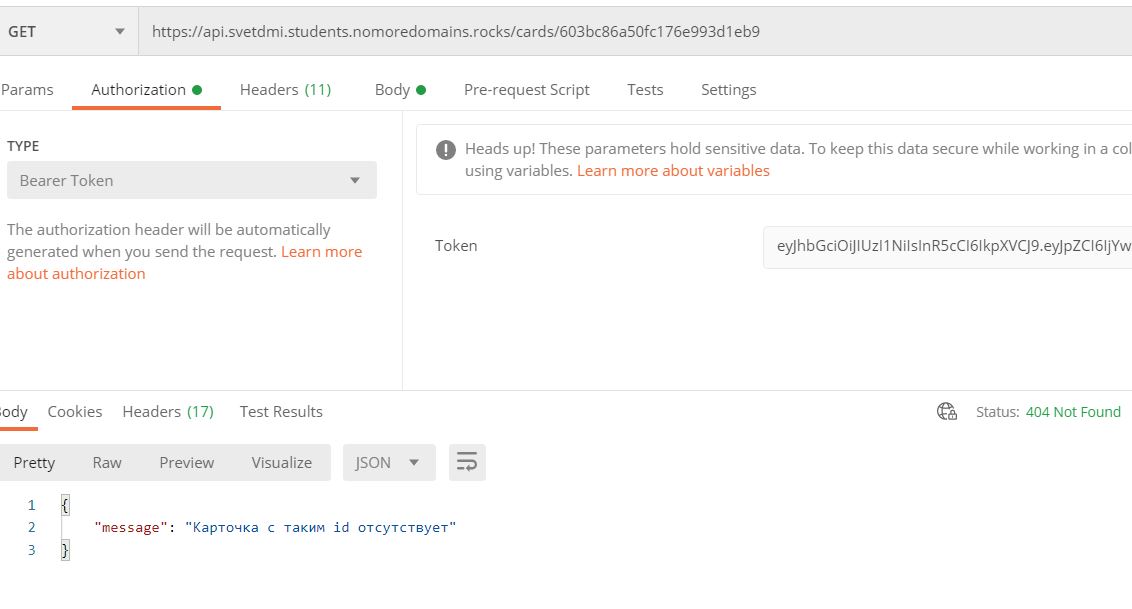 GET https://api.svetdmi.students.nomoredomains.rocks/cards/603bc86a50fc176e993d1eb9
Params Authorization Headers (11) Body Pre-request Script Tests Settings
TYPE
Bearer Token
The authorization header will be automatically
generated when you send the request. Learn more
about authorization
Heads up! These parameters hold sensitive data. To keep this data secure while working in a col
using variables. Learn more about variables
Token eyJhbGciOiJIUzI1NiIsInR5cCI6IkpXVCJ9.eyJpZCI6IjYw
Body Cookies Headers (17) Test Results Status: 404 Not Found
Pretty Raw Preview Visualize JSON
1 {
2 "message": "Карточка с таким id отсутствует"
3 }